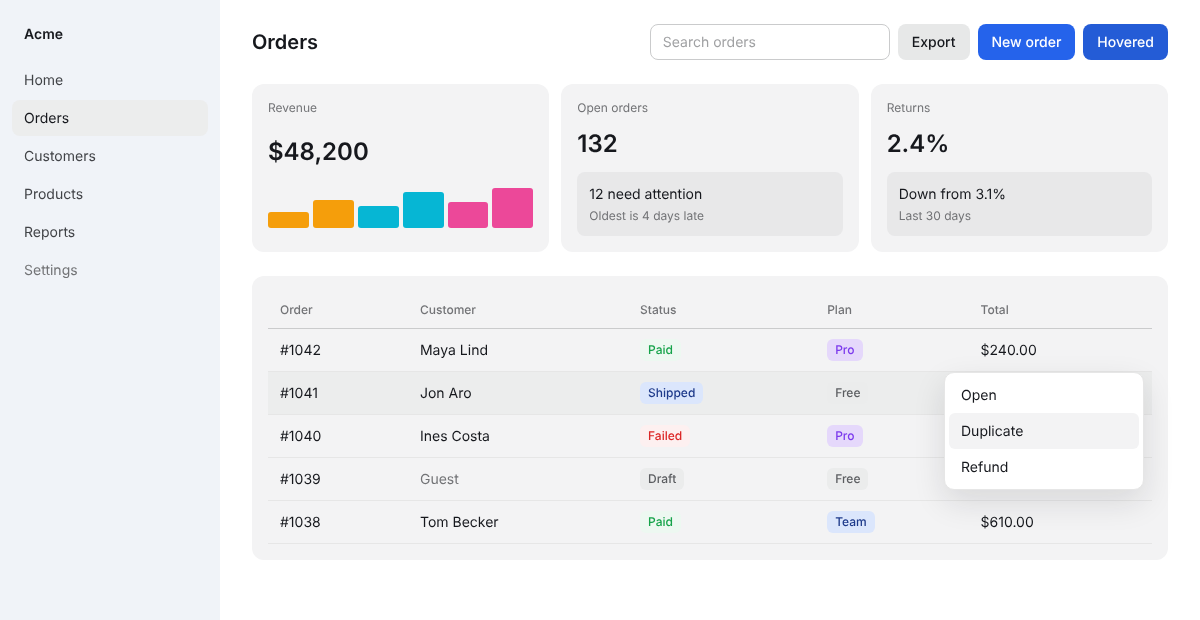 Acme
Home
Orders
Customers
Products
Reports
Settings
Orders
Search orders
Export
New order
Hovered
Revenue
$48,200
Open orders
132
12 need attention
Oldest is 4 days late
Returns
2.4%
Down from 3.1%
Last 30 days
Order Customer Status Plan Total
#1042 Maya Lind Paid Pro $240.00
#1041 Jon Aro Shipped Free
#1040 Ines Costa Failed Pro
#1039 Guest Draft Free
#1038 Tom Becker Paid Team $610.00
Open
Duplicate
Refund